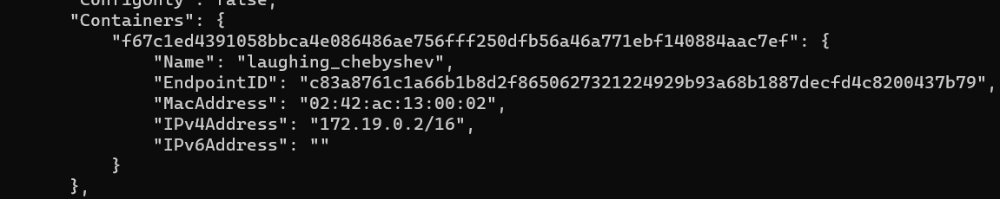 "ConfigOnly": false,
"Containers": {
"f67c1ed4391058bbca4e086486ae756fff250dfb56a46a771ebf140884aac7ef": {
"Name": "laughing_chebyshev",
"EndpointID": "c83a8761c1a66b1b8d2f8650627321224929b93a68b1887decfd4c8200437b79",
"MacAddress": "02:42:ac:13:00:02",
"IPv4Address": "172.19.0.2/16",
"IPv6Address": ""
}
},